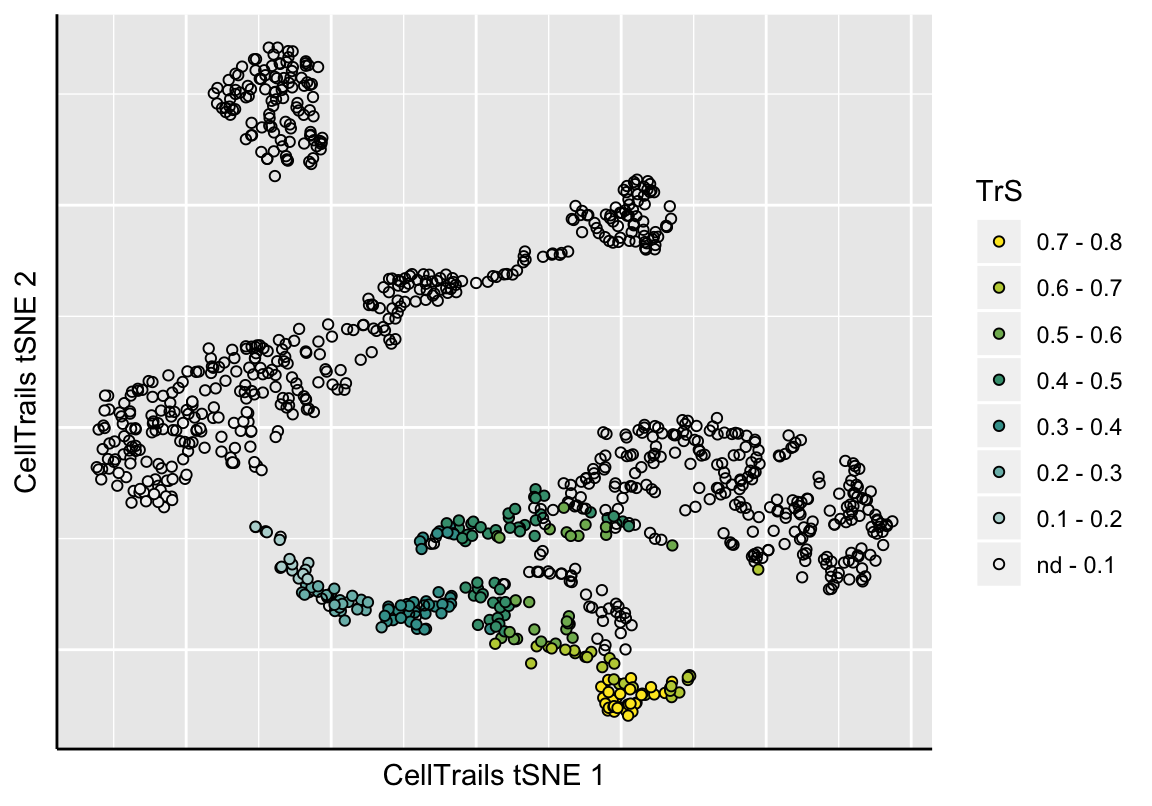 CellTrails tSNE 2
CellTrails tSNE 1
TrS
0.7 - 0.8
0.6 - 0.7
0.5 - 0.6
0.4 - 0.5
0.3 - 0.4
0.2 - 0.3
0.1 - 0.2
nd - 0.1